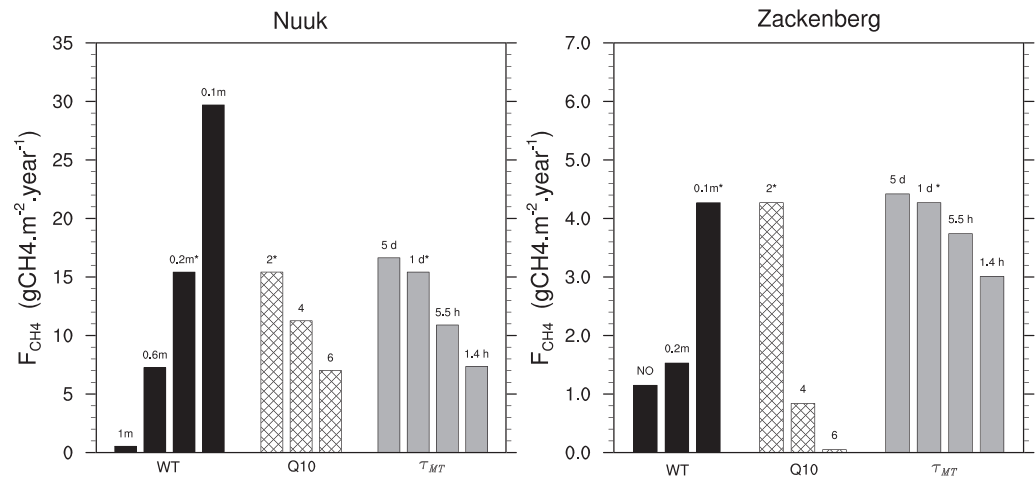 Nuuk
F_CH4 (gCH4.m^-2.year^-1)
35
30
25
20
15
10
5
0
1m
0.6m
0.2m*
0.1m
2*
4
6
5 d
1 d*
5.5 h
1.4 h
WT
Q10
τ_MT
Zackenberg
F_CH4 (gCH4.m^-2.year^-1)
7.0
6.0
5.0
4.0
3.0
2.0
1.0
0.0
NO
0.2m
0.1m*
2*
4
6
5 d
1 d *
5.5 h
1.4 h
WT
Q10
τ_MT